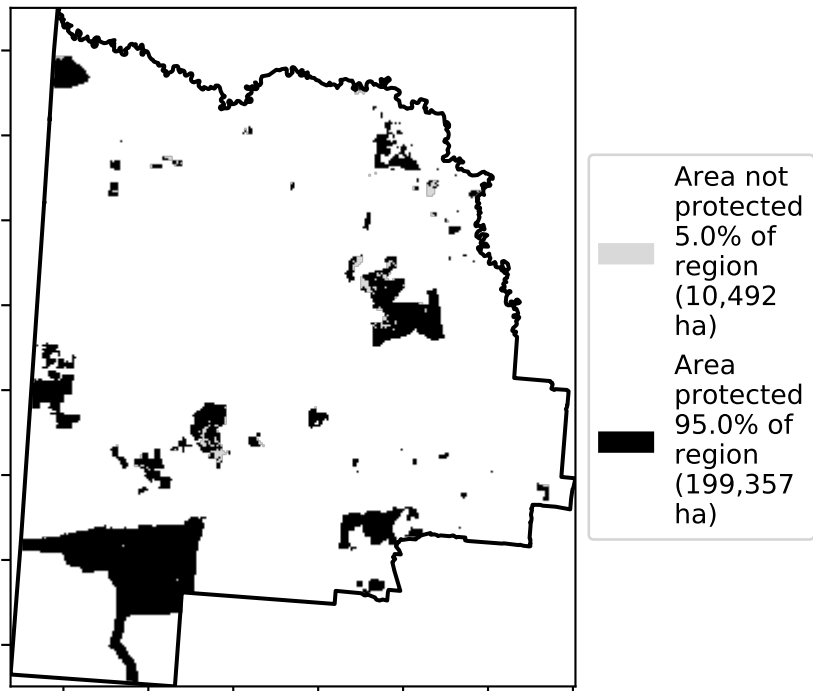 Area not
protected
5.0% of
region
(10,492
ha)
Area
protected
95.0% of
region
(199,357
ha)